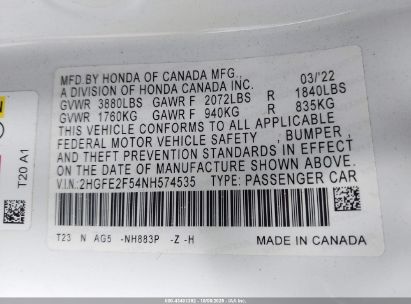 MFD.BY HONDA OF CANADA MFG., 03/'22
A DIVISION OF HONDA CANADA INC.
GVWR 3880LBS GAWR F 2072LBS R 1840LBS
GVWR 1760KG GAWR F 940KG R 835KG
THIS VEHICLE CONFORMS TO ALL APPLICABLE
FEDERAL MOTOR VEHICLE SAFETY, BUMPER,
AND THEFT PREVENTION STANDARDS IN EFFECT
ON THE DATE OF MANUFACTURE SHOWN ABOVE.
V.I.N:2HGFE2F54NH574535 TYPE: PASSENGER CAR
T23 N AG5 -NH883P -Z -H MADE IN CANADA
T20 A1